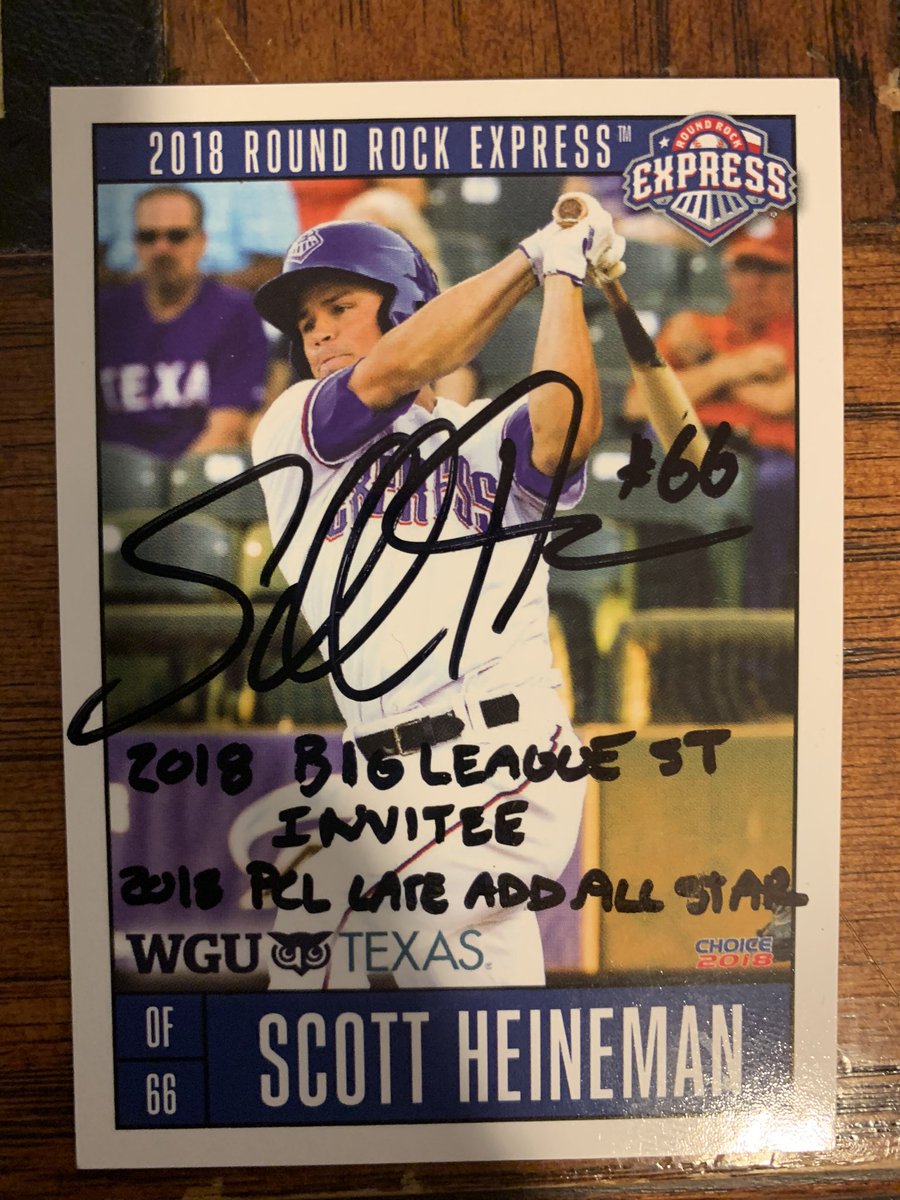 2018 ROUND ROCK EXPRESS™
ROUND ROCK
EXPRESS
TEXA
EXPRESS
#66
2018 BIG LEAGUE ST
INVITEE
2018 PCL LATE ADD ALL STAR
WGU TEXAS
CHOICE
2018
OF
66
SCOTT HEINEMAN